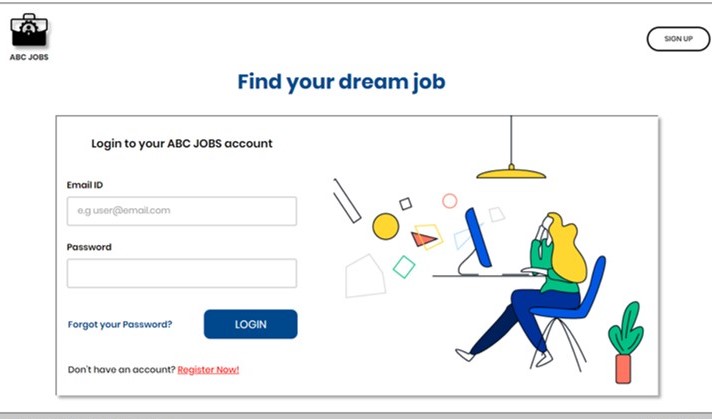 ABC JOBS
SIGN UP
Find your dream job
Login to your ABC JOBS account
Email ID
e.g user@email.com
Password
Forgot your Password?
LOGIN
Don't have an account? Register Now!